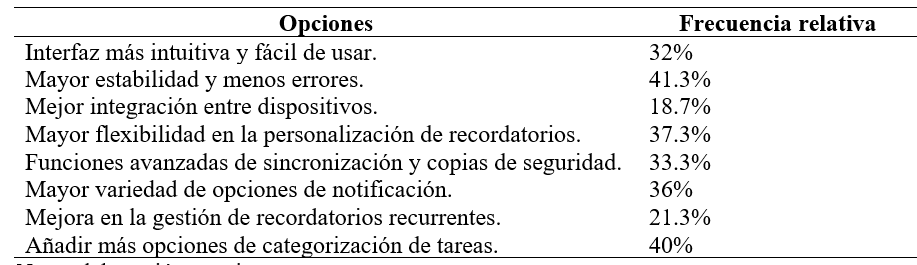 Opciones Frecuencia relativa
Interfaz más intuitiva y fácil de usar. 32%
Mayor estabilidad y menos errores. 41.3%
Mejor integración entre dispositivos. 18.7%
Mayor flexibilidad en la personalización de recordatorios. 37.3%
Funciones avanzadas de sincronización y copias de seguridad. 33.3%
Mayor variedad de opciones de notificación. 36%
Mejora en la gestión de recordatorios recurrentes. 21.3%
Añadir más opciones de categorización de tareas. 40%